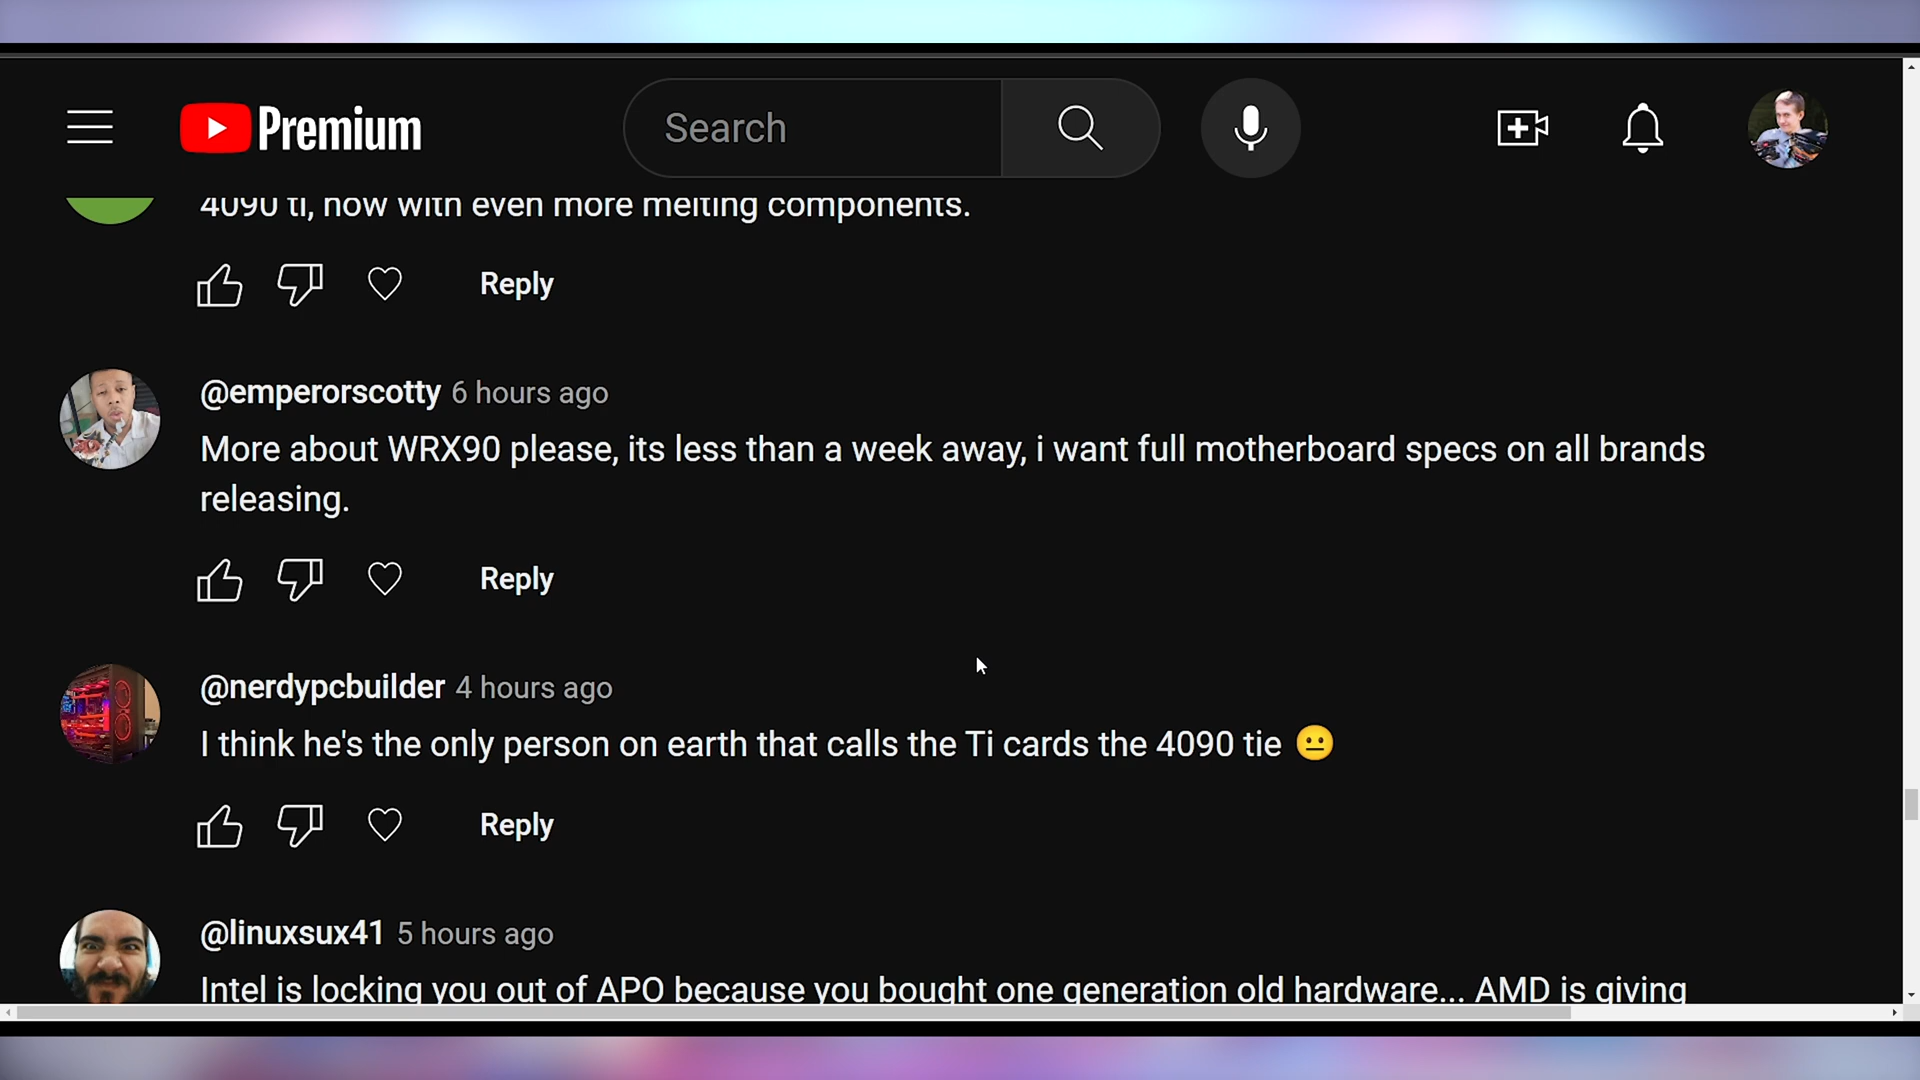 Premium
Search
4090 ti, now with even more melting components.
Reply
@emperorscotty 6 hours ago
More about WRX90 please, its less than a week away, i want full motherboard specs on all brands
releasing.
Reply
@nerdypcbuilder 4 hours ago
I think he's the only person on earth that calls the Ti cards the 4090 tie 😐
Reply
@linuxsux41 5 hours ago
Intel is locking you out of APO because you bought one generation old hardware... AMD is giving